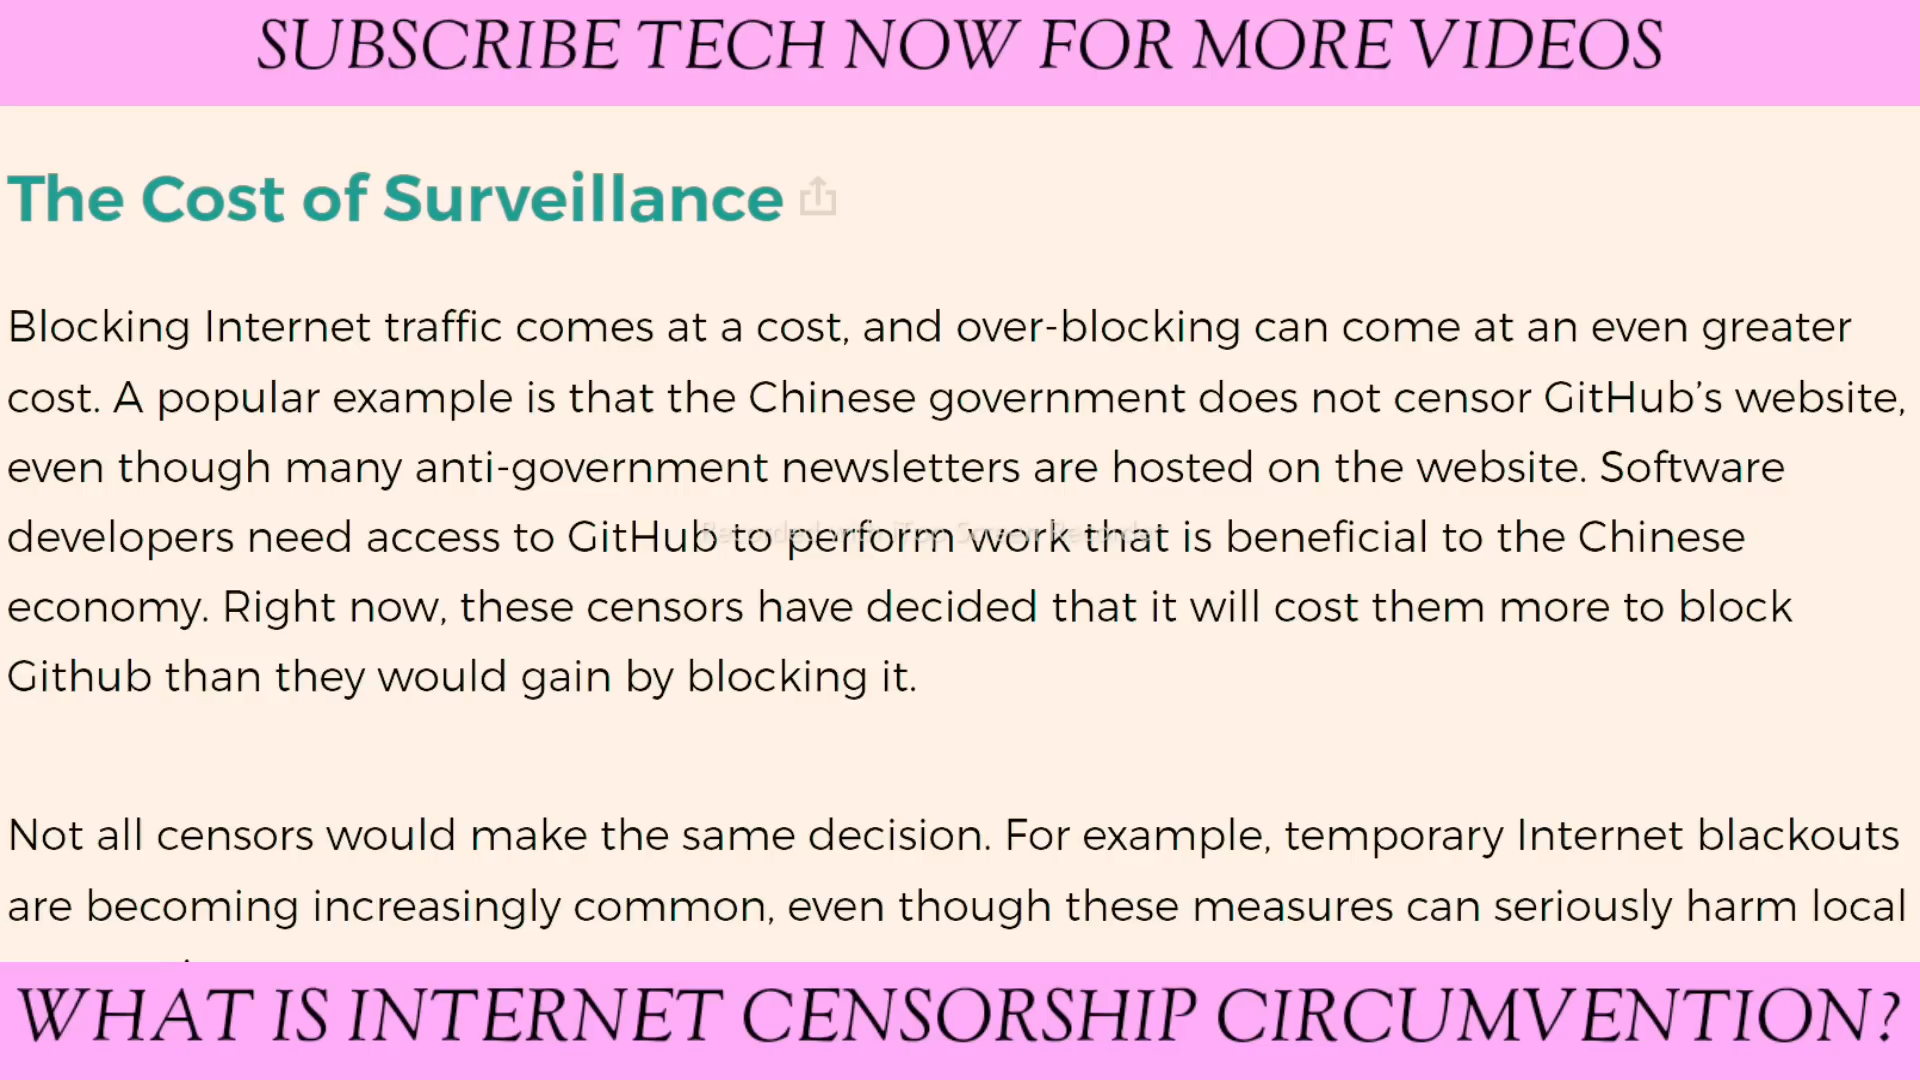 SUBSCRIBE TECH NOW FOR MORE VIDEOS
The Cost of Surveillance
Blocking Internet traffic comes at a cost, and over-blocking can come at an even greater
cost. A popular example is that the Chinese government does not censor GitHub’s website,
even though many anti-government newsletters are hosted on the website. Software
developers need access to GitHub to perform work that is beneficial to the Chinese
Recorded with iTop Screen Recorder
economy. Right now, these censors have decided that it will cost them more to block
Github than they would gain by blocking it.
Not all censors would make the same decision. For example, temporary Internet blackouts
are becoming increasingly common, even though these measures can seriously harm local
WHAT IS INTERNET CENSORSHIP CIRCUMVENTION?